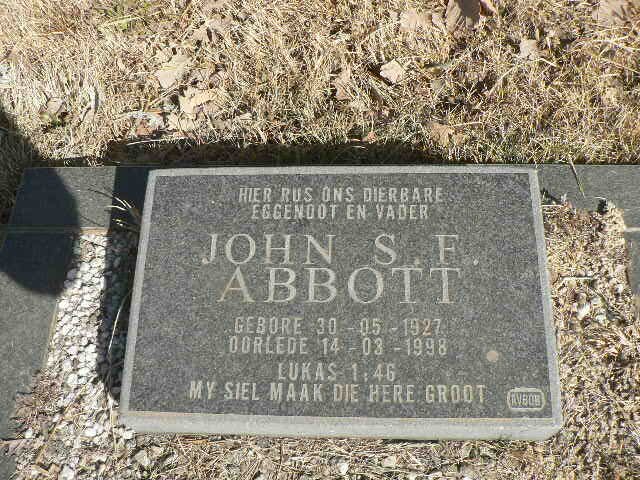 HIER RUS ONS DIERBARE
EGGENOOT EN VADER
JOHN S.F.
ABBOTT
GEBORE 30-05-1927
OORLEDE 14-03-1998
LUKAS 1:46
MY SIEL MAAK DIE HERE GROOT